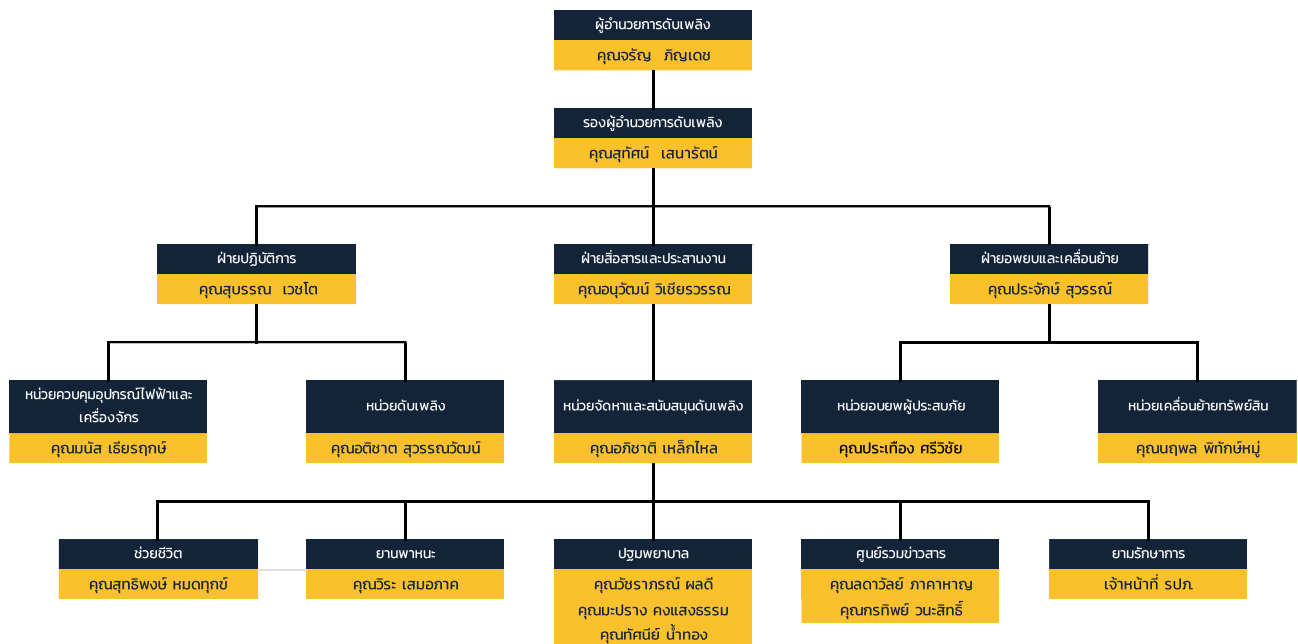 ผู้อำนวยการดับเพลิง
คุณจรัญ ภิญเดช
รองผู้อำนวยการดับเพลิง
คุณสุทัศน์ เสนารัตน์
ฝ่ายปฏิบัติการ
คุณสุบรรณ เวชโต
ฝ่ายสื่อสารและประสานงาน
คุณอนุวัฒน์ วิเชียรวรรณ
ฝ่ายอพยบและเคลื่อนย้าย
คุณประจักษ์ สุวรรณ์
หน่วยควบคุมอุปกรณ์ไฟฟ้าและ
เครื่องจักร
คุณมนัส เธียรฤกษ์
หน่วยดับเพลิง
คุณอติชาต สุวรรณวัฒน์
หน่วยจัดหาและสนับสนุนดับเพลิง
คุณอภิชาติ เหล็กไหล
หน่วยอบยพผู้ประสบภัย
คุณประเทือง ศรีวิชัย
หน่วยเคลื่อนย้ายทรัพย์สิน
คุณนฤพล พิทักษ์หมู่
ช่วยชีวิต
คุณสุทธิพงษ์ หมดทุกข์
ยานพาหนะ
คุณวิระ เสมอภาค
ปฐมพยาบาล
คุณวัชราภรณ์ ผลดี
คุณมะปราง คงแสงธรรม
คุณทัศนีย์ น้ำทอง
ศูนย์รวมข่าวสาร
คุณลดาวัลย์ ภาคาหาญ
คุณกรทิพย์ วนะสิทธิ์
ยามรักษาการ
เจ้าหน้าที่ รปภ.